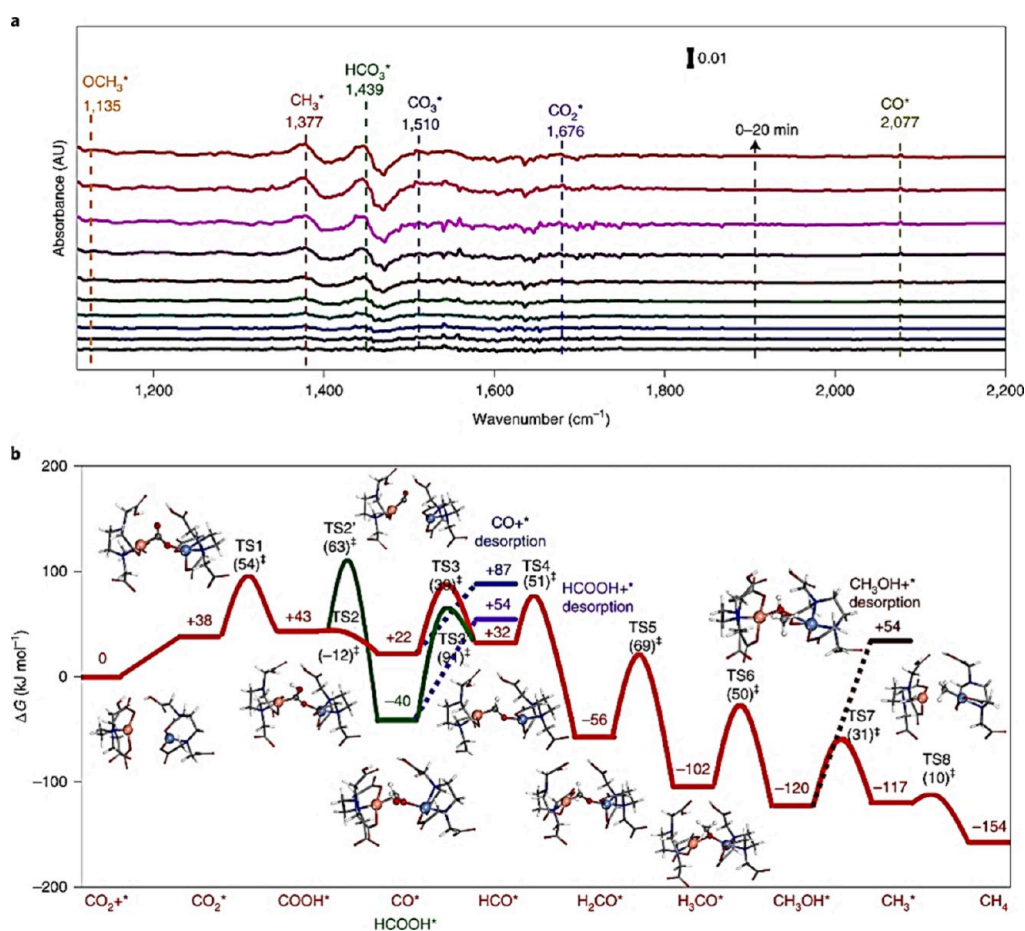 a
0.01
OCH3*
1,135
CH3*
1,377
HCO3*
1,439
CO3*
1,510
CO2*
1,676
0–20 min
CO*
2,077
Absorbance (AU)
1,200
1,400
1,600
1,800
2,000
2,200
Wavenumber (cm−1)
b
200
100
0
−100
−200
ΔG (kJ mol−1)
0
+38
TS1
(54)‡
+43
TS2'
(63)‡
TS2
(−12)‡
+22
−40
TS3
TS3'
CO+*
desorption
+87
HCOOH+*
desorption
+54
+32
TS4
(51)‡
−56
TS5
(69)‡
−102
TS6
(50)‡
−120
CH3OH+*
desorption
+54
TS7
(31)‡
−117
TS8
(10)‡
−154
CO2+*
CO2*
COOH*
CO*
HCOOH*
HCO*
H2CO*
H3CO*
CH3OH*
CH3*
CH4